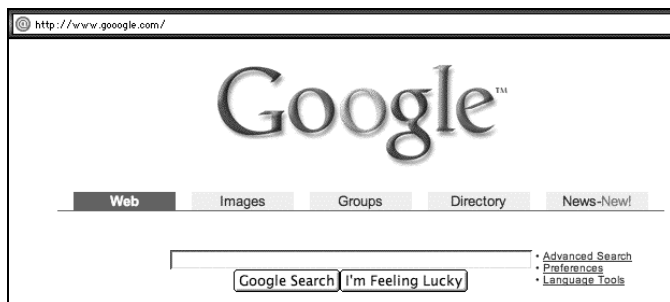 http://www.gooogle.com/
Google™
Web Images Groups Directory News-New!
• Advanced Search
• Preferences
• Language Tools
Google Search I'm Feeling Lucky